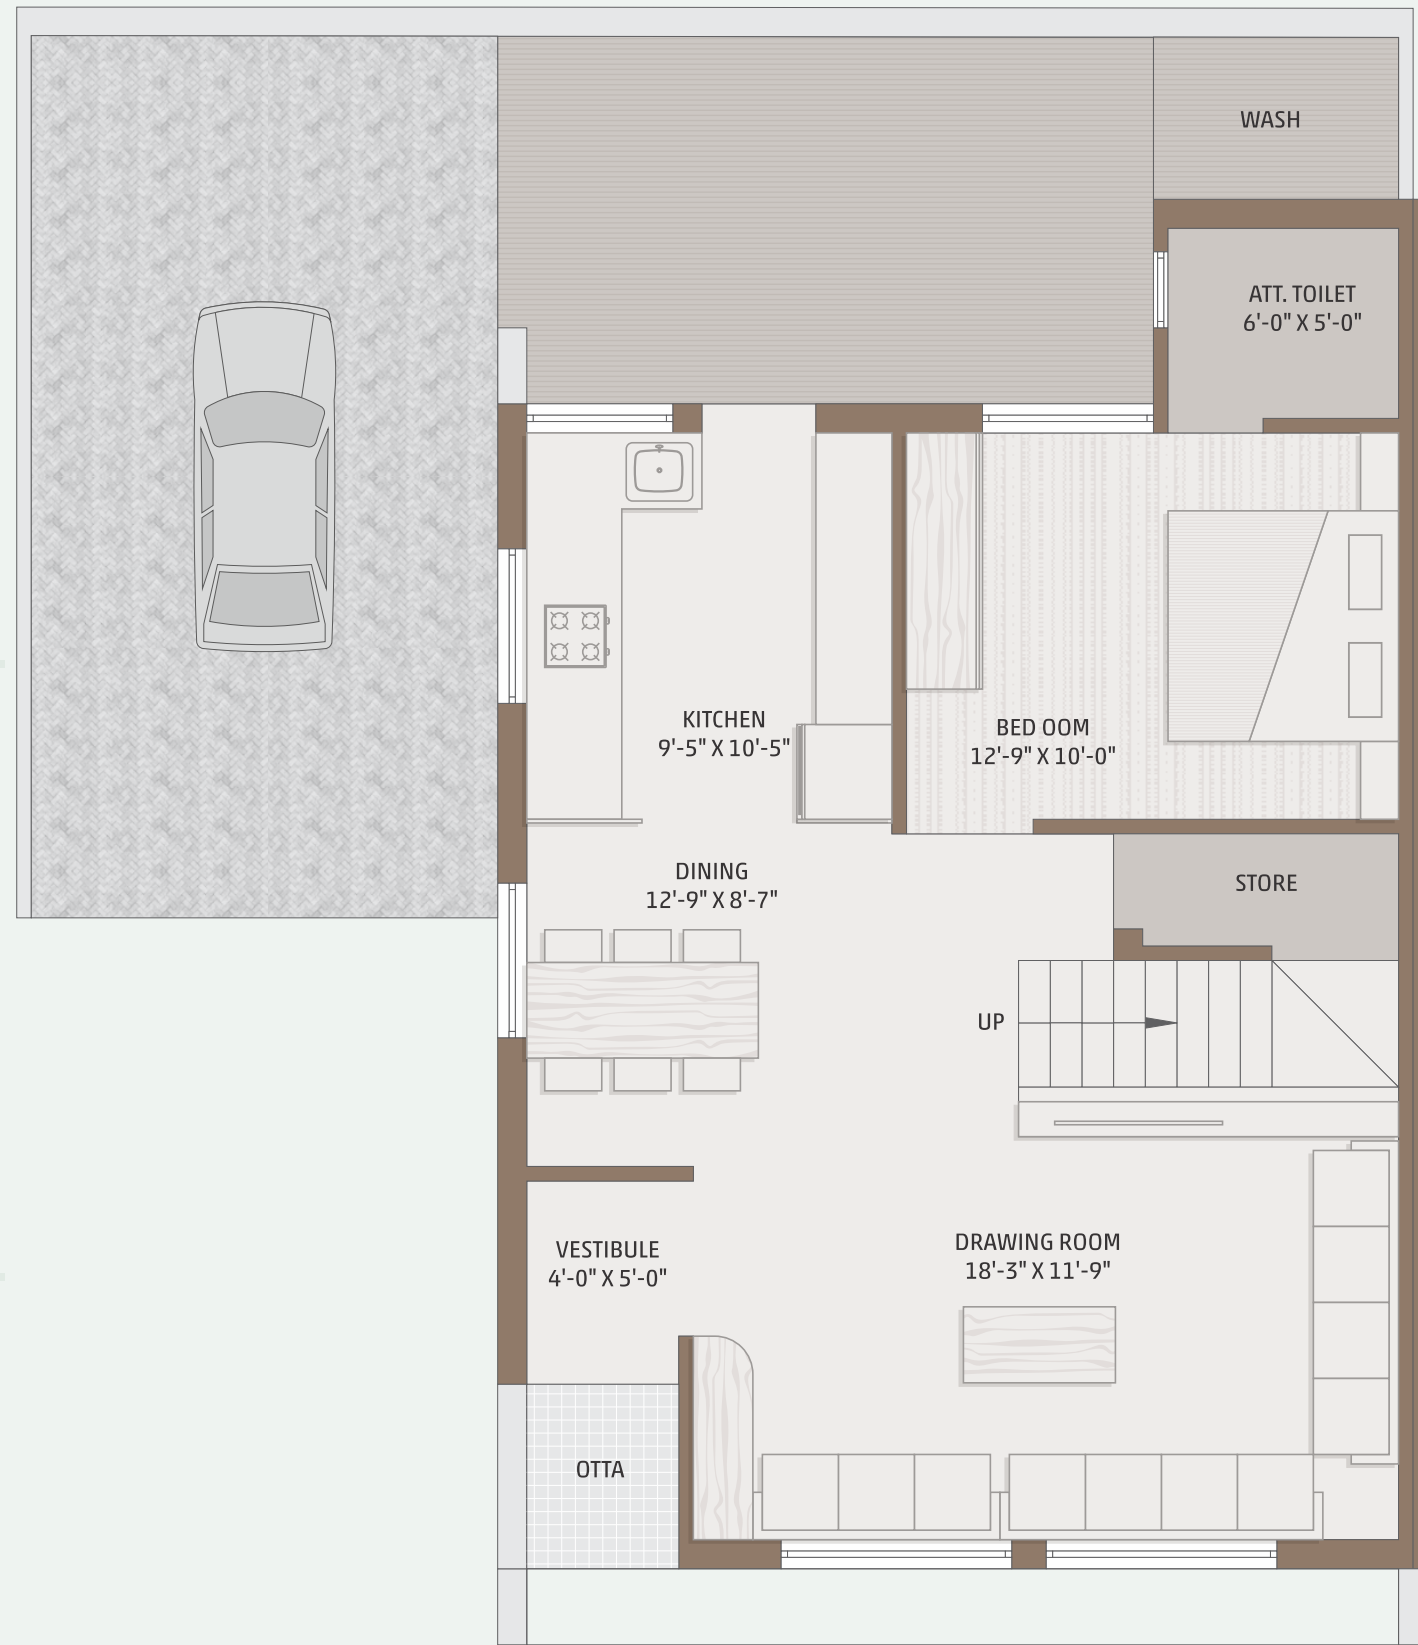 WASH
ATT. TOILET
6'-0" X 5'-0"
KITCHEN
9'-5" X 10'-5"
BED OOM
12'-9" X 10'-0"
DINING
12'-9" X 8'-7"
STORE
UP
VESTIBULE
4'-0" X 5'-0"
DRAWING ROOM
18'-3" X 11'-9"
OTTA